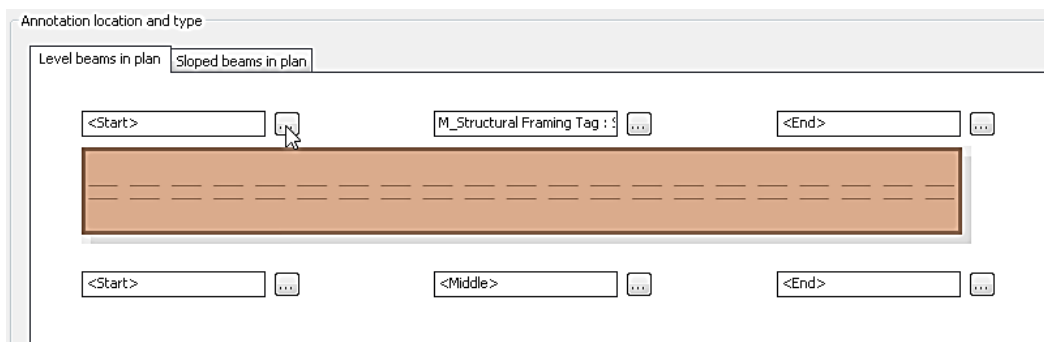 Annotation location and type
Level beams in plan Sloped beams in plan
<Start> ... M_Structural Framing Tag : ... <End> ...
<Start> ... <Middle> ... <End> ...